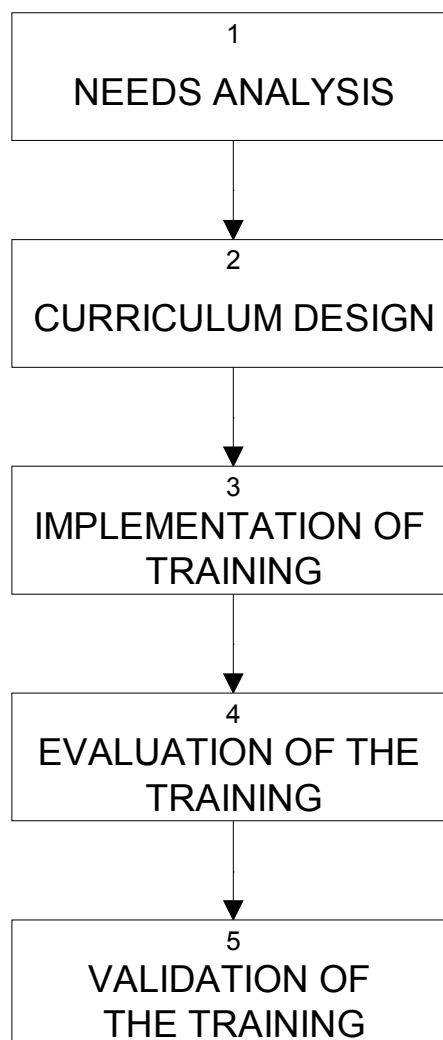 1
NEEDS ANALYSIS
2
CURRICULUM DESIGN
3
IMPLEMENTATION OF
TRAINING
4
EVALUATION OF THE
TRAINING
5
VALIDATION OF
THE TRAINING